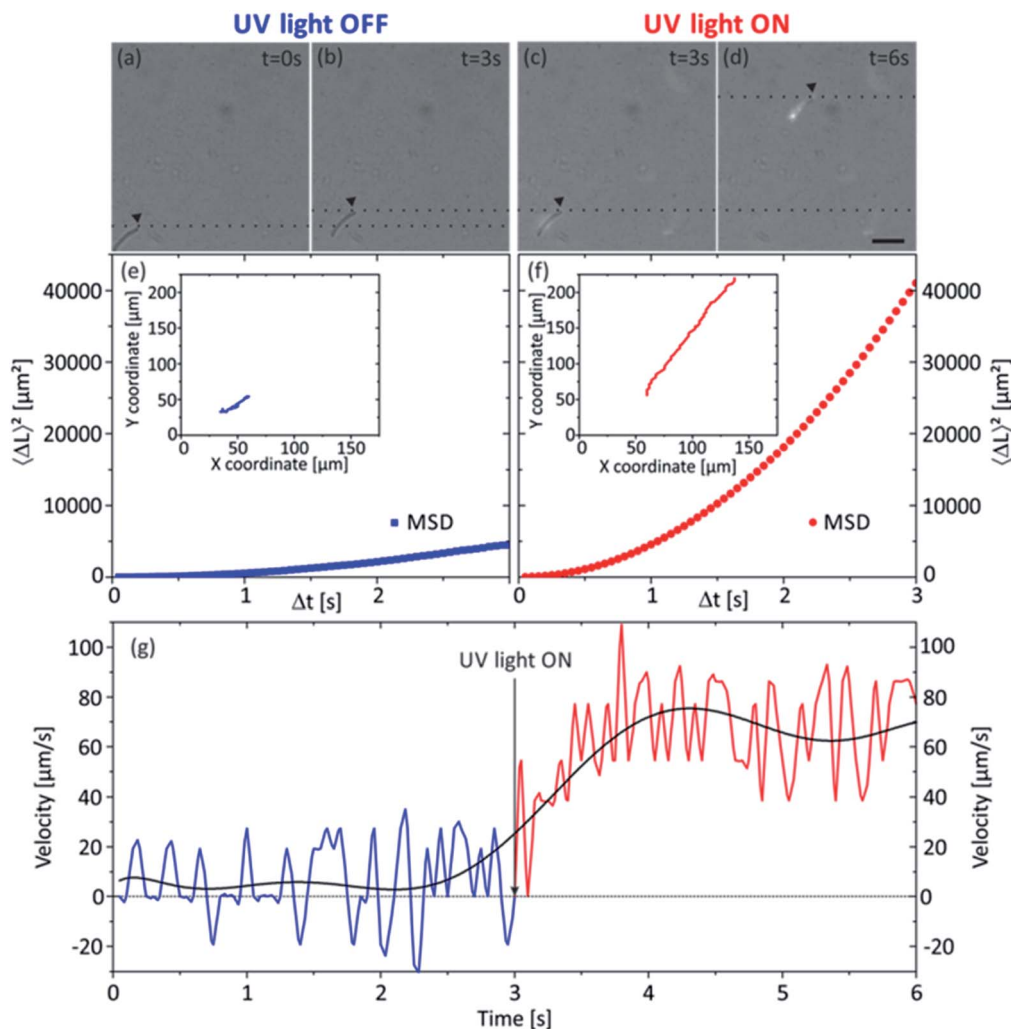 UV light OFF
UV light ON
(a)
t=0s
(b)
t=3s
(c)
t=3s
(d)
t=6s
(e)
40000
30000
20000
10000
0
⟨ΔL⟩² [µm²]
200
150
100
50
0
Y coordinate [µm]
0
50
100
150
X coordinate [µm]
MSD
0
1
2
Δt [s]
(f)
200
150
100
50
0
Y coordinate [µm]
0
50
100
150
X coordinate [µm]
MSD
0
1
2
3
Δt [s]
40000
30000
20000
10000
0
⟨ΔL⟩² [µm²]
(g)
UV light ON
100
80
60
40
20
0
-20
Velocity [µm/s]
100
80
60
40
20
0
-20
Velocity [µm/s]
0
1
2
3
4
5
6
Time [s]